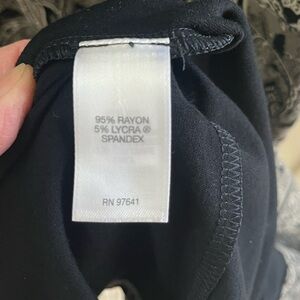 95% RAYON
5% LYCRA ®
SPANDEX
RN 97641